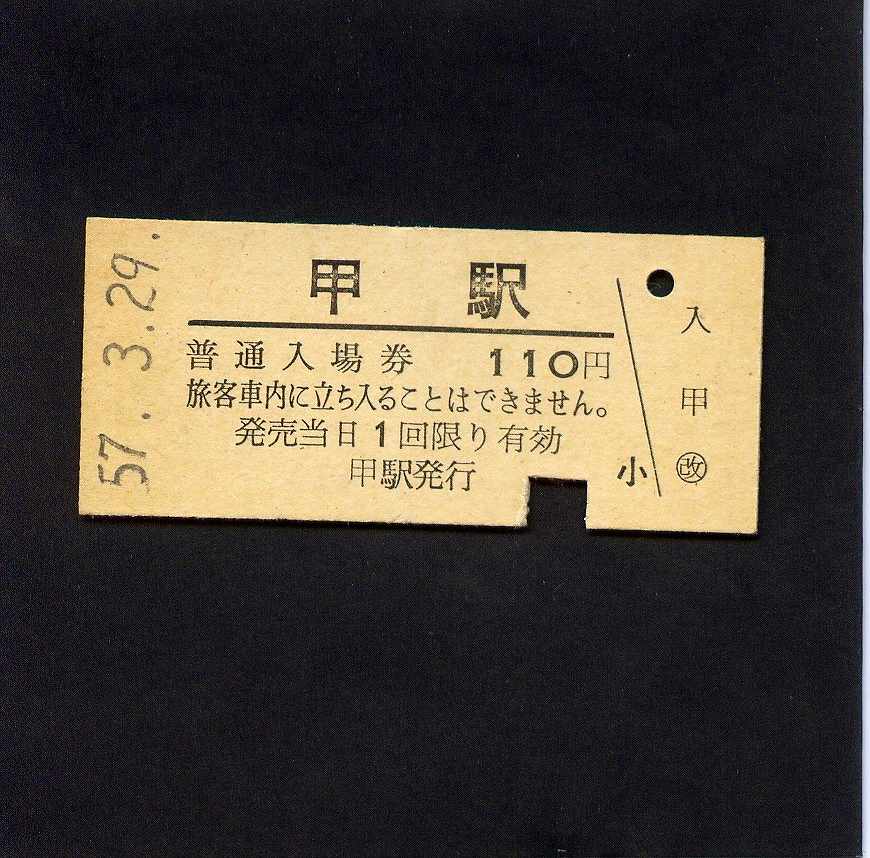 57. 3.29.
甲 駅
普通入場券 110円
旅客車内に立ち入ることはできません。
発売当日1回限り有効
甲駅発行
小
入
甲
㊢改